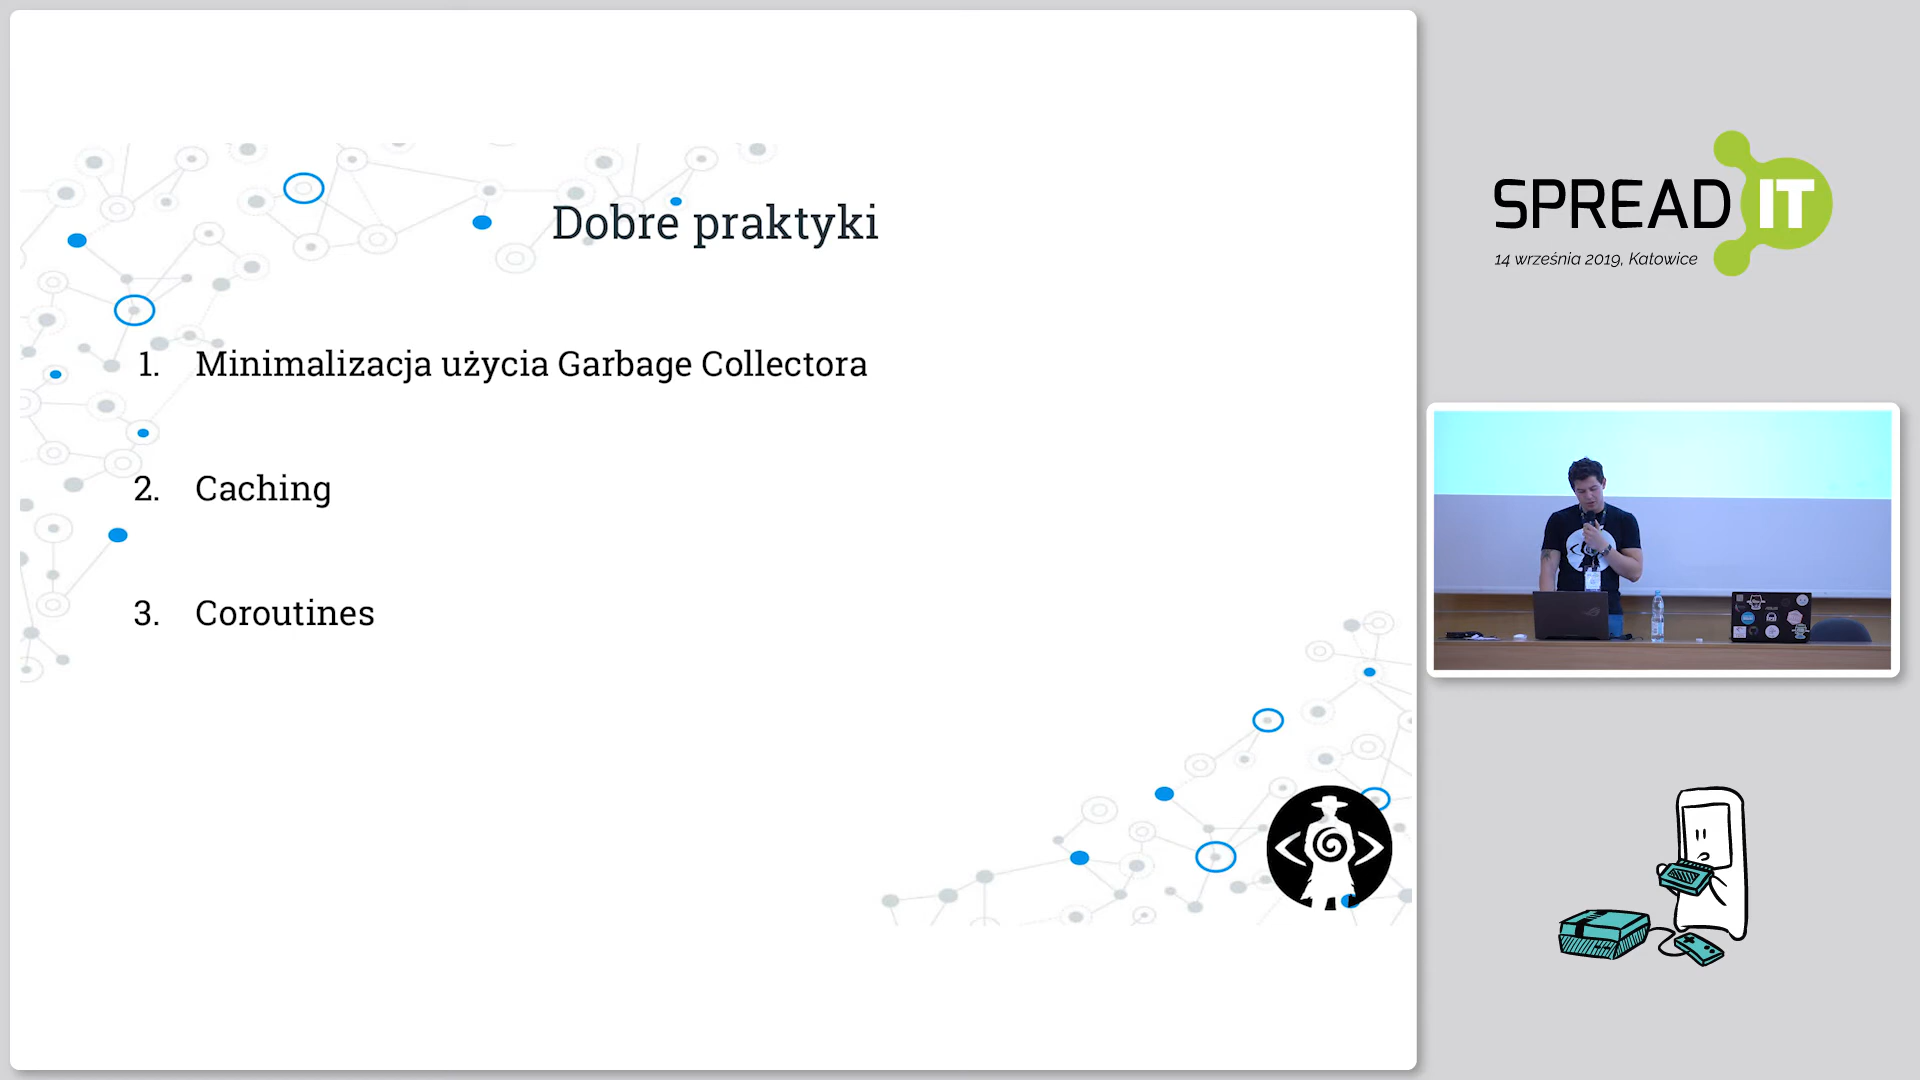 Dobre praktyki
1. Minimalizacja użycia Garbage Collectora
2. Caching
3. Coroutines
SPREAD IT
14 września 2019, Katowice